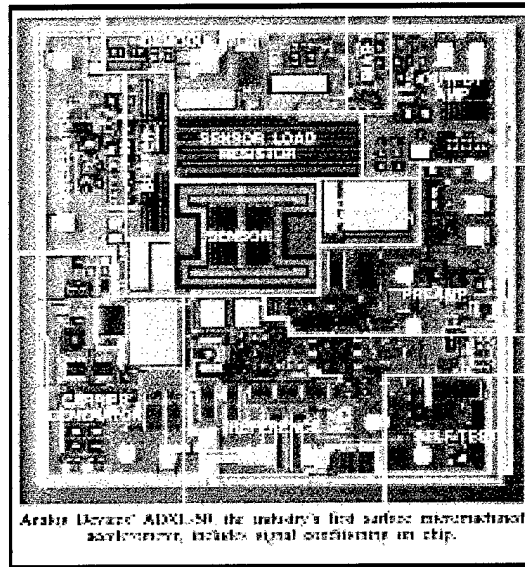 SENSOR LOAD
RESISTOR
SENSOR
PREAMP
CARRIER
GENERATOR
REFERENCE
SELF-TEST
Analog Devices' ADXL-50, the industry's first surface micromachined
accelerometer, includes signal conditioning on chip.